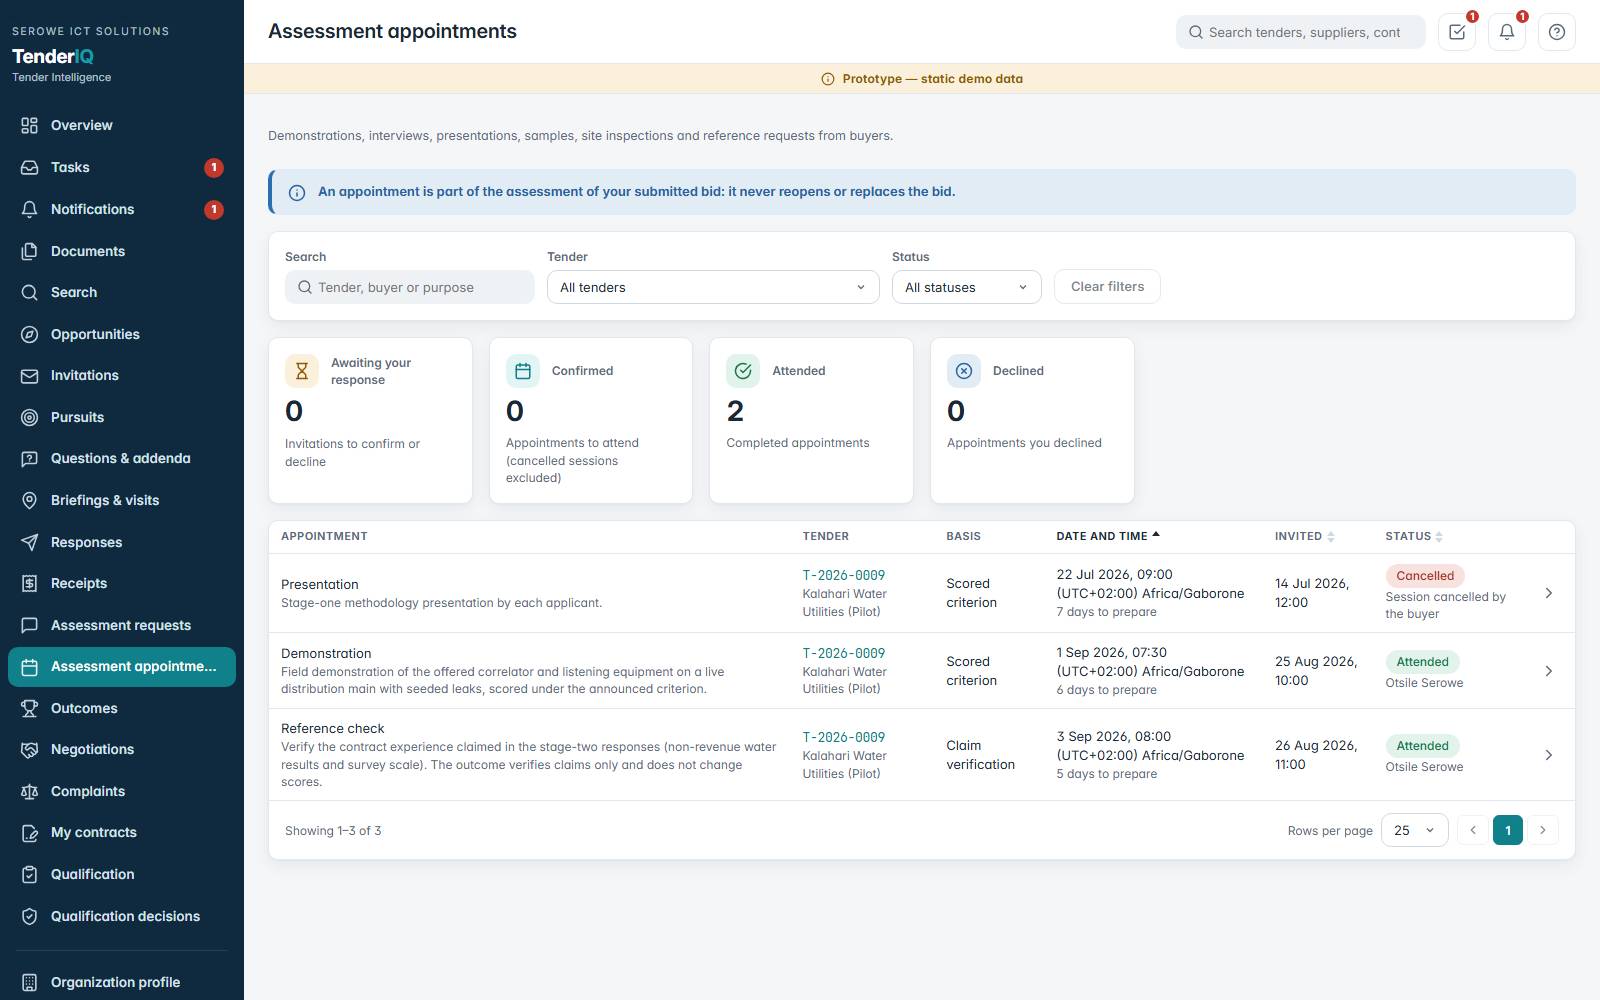 SEROWE ICT SOLUTIONS
TenderIQ
Tender Intelligence
Overview
Tasks 1
Notifications 1
Documents
Search
Opportunities
Invitations
Pursuits
Questions & addenda
Briefings & visits
Responses
Receipts
Assessment requests
Assessment appointme...
Outcomes
Negotiations
Complaints
My contracts
Qualification
Qualification decisions
Organization profile
Assessment appointments
Search tenders, suppliers, cont
1
1
Prototype — static demo data
Demonstrations, interviews, presentations, samples, site inspections and reference requests from buyers.
An appointment is part of the assessment of your submitted bid: it never reopens or replaces the bid.
Search
Tender, buyer or purpose
Tender
All tenders
Status
All statuses
Clear filters
Awaiting your
response
0
Invitations to confirm or
decline
Confirmed
0
Appointments to attend
(cancelled sessions
excluded)
Attended
2
Completed appointments
Declined
0
Appointments you declined
APPOINTMENT TENDER BASIS DATE AND TIME INVITED STATUS
Presentation
Stage-one methodology presentation by each applicant.
T-2026-0009
Kalahari Water
Utilities (Pilot)
Scored
criterion
22 Jul 2026, 09:00
(UTC+02:00) Africa/Gaborone
7 days to prepare
14 Jul 2026,
12:00
Cancelled
Session cancelled by
the buyer
Demonstration
Field demonstration of the offered correlator and listening equipment on a live
distribution main with seeded leaks, scored under the announced criterion.
T-2026-0009
Kalahari Water
Utilities (Pilot)
Scored
criterion
1 Sep 2026, 07:30
(UTC+02:00) Africa/Gaborone
6 days to prepare
25 Aug 2026,
10:00
Attended
Otsile Serowe
Reference check
Verify the contract experience claimed in the stage-two responses (non-revenue water
results and survey scale). The outcome verifies claims only and does not change
scores.
T-2026-0009
Kalahari Water
Utilities (Pilot)
Claim
verification
3 Sep 2026, 08:00
(UTC+02:00) Africa/Gaborone
5 days to prepare
26 Aug 2026,
11:00
Attended
Otsile Serowe
Showing 1–3 of 3
Rows per page 25 1